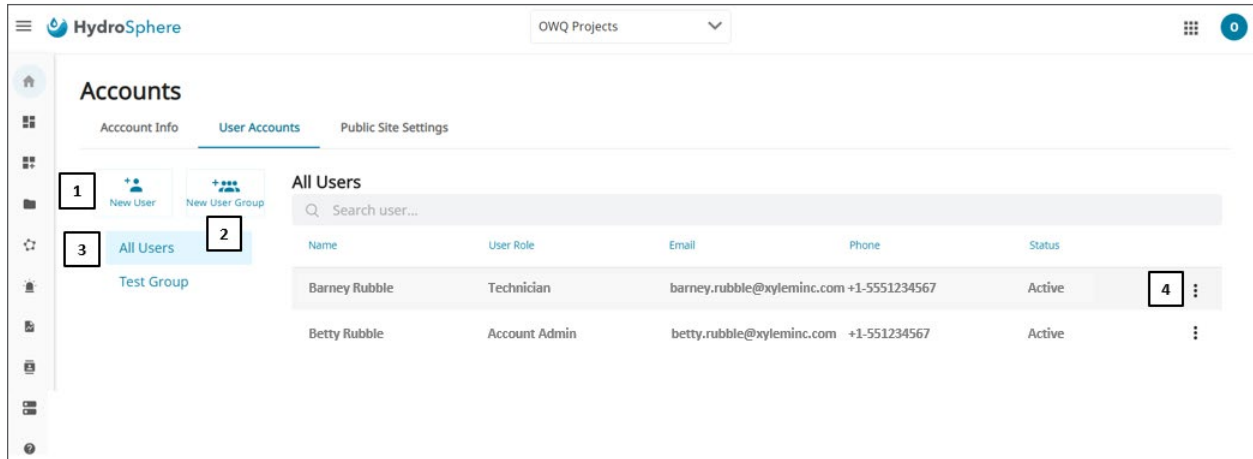 HydroSphere
OWQ Projects
O
Accounts
Acccount Info User Accounts Public Site Settings
1
New User
New User Group
2
3
All Users
Test Group
All Users
Search user...
Name User Role Email Phone Status
Barney Rubble Technician barney.rubble@xyleminc.com +1-5551234567 Active
4
Betty Rubble Account Admin betty.rubble@xyleminc.com +1-551234567 Active
?